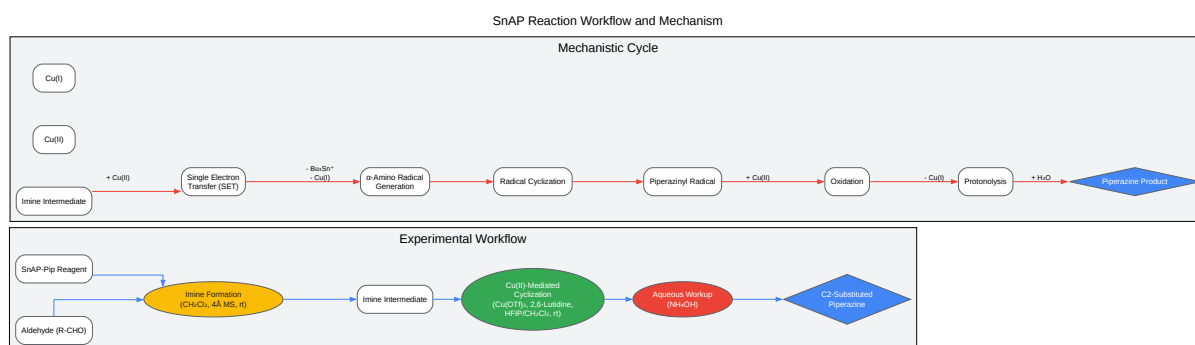 SnAP Reaction Workflow and Mechanism
Mechanistic Cycle
Cu(I)
Cu(II)
Imine Intermediate
+ Cu(II)
Single Electron
Transfer (SET)
- Bu₃Sn⁺
- Cu(I)
α-Amino Radical
Generation
Radical Cyclization
Piperazinyl Radical
+ Cu(II)
Oxidation
- Cu(I)
Protonolysis
+ H₂O
Piperazine Product
Experimental Workflow
SnAP-Pip Reagent
Aldehyde (R-CHO)
Imine Formation
(CH₂Cl₂, 4Å MS, rt)
Imine Intermediate
Cu(II)-Mediated
Cyclization
(Cu(OTf)₂, 2,6-Lutidine,
HFIP/CH₂Cl₂, rt)
Aqueous Workup
(NH₄OH)
C2-Substituted
Piperazine